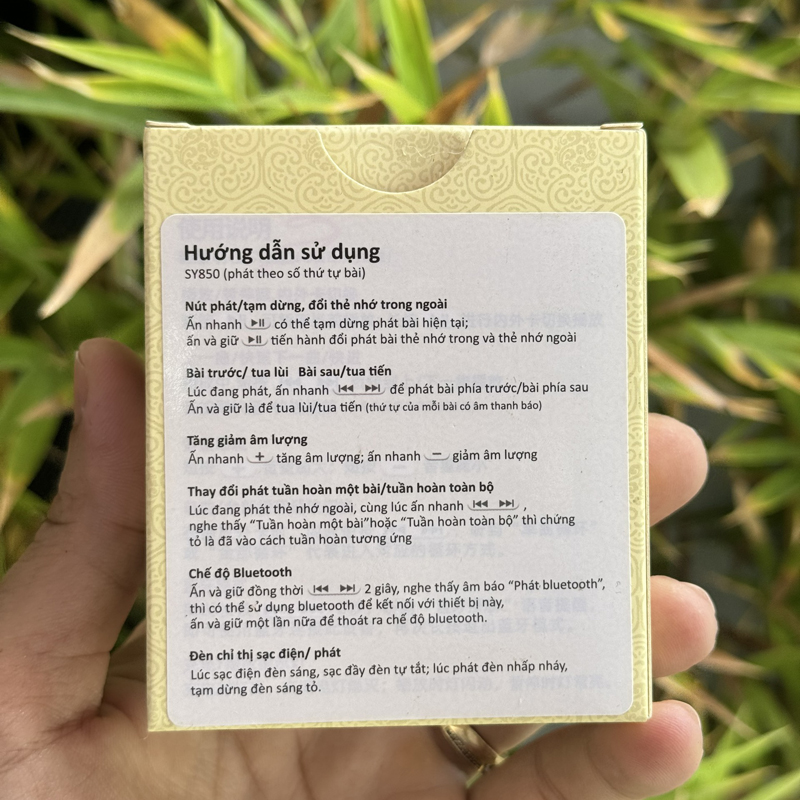 Hướng dẫn sử dụng
SY850 (phát theo số thứ tự bài)
Nút phát/tạm dừng, đổi thẻ nhớ trong ngoài
Ấn nhanh ▶II có thể tạm dừng phát bài hiện tại;
ấn và giữ ▶II tiến hành đổi phát bài thẻ nhớ trong và thẻ nhớ ngoài
Bài trước/ tua lùi Bài sau/tua tiến
Lúc đang phát, ấn nhanh I◀◀ ▶▶I để phát bài phía trước/bài phía sau
Ấn và giữ là để tua lùi/tua tiến (thứ tự của mỗi bài có âm thanh báo)
Tăng giảm âm lượng
Ấn nhanh + tăng âm lượng; ấn nhanh − giảm âm lượng
Thay đổi phát tuần hoàn một bài/tuần hoàn toàn bộ
Lúc đang phát thẻ nhớ ngoài, cùng lúc ấn nhanh I◀◀ ▶▶I ,
nghe thấy “Tuần hoàn một bài”hoặc “Tuần hoàn toàn bộ” thì chứng
tỏ là đã vào cách tuần hoàn tương ứng
Chế độ Bluetooth
Ấn và giữ đồng thời I◀◀ ▶▶I 2 giây, nghe thấy âm báo “Phát bluetooth”,
thì có thể sử dụng bluetooth để kết nối với thiết bị này,
ấn và giữ một lần nữa để thoát ra chế độ bluetooth.
Đèn chỉ thị sạc điện/ phát
Lúc sạc điện đèn sáng, sạc đầy đèn tự tắt; lúc phát đèn nhấp nháy,
tạm dừng đèn sáng tỏ.